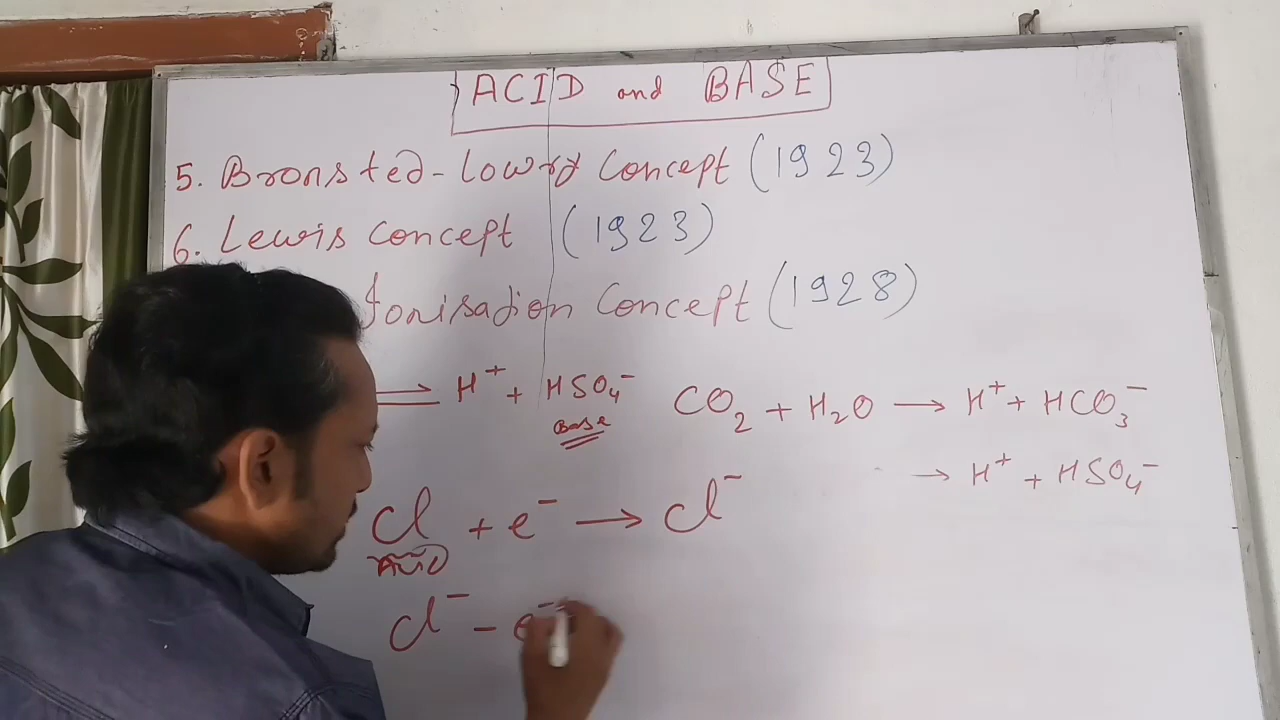 ACID and BASE
5. Bronsted-Lowry Concept (1923)
6. Lewis Concept (1923)
Ionisation Concept (1928)
⇌ H⁺ + HSO₄⁻
Base
CO₂ + H₂O → H⁺ + HCO₃⁻
→ H⁺ + HSO₄⁻
Cl + e⁻ → Cl⁻
ACID
Cl⁻ - e⁻